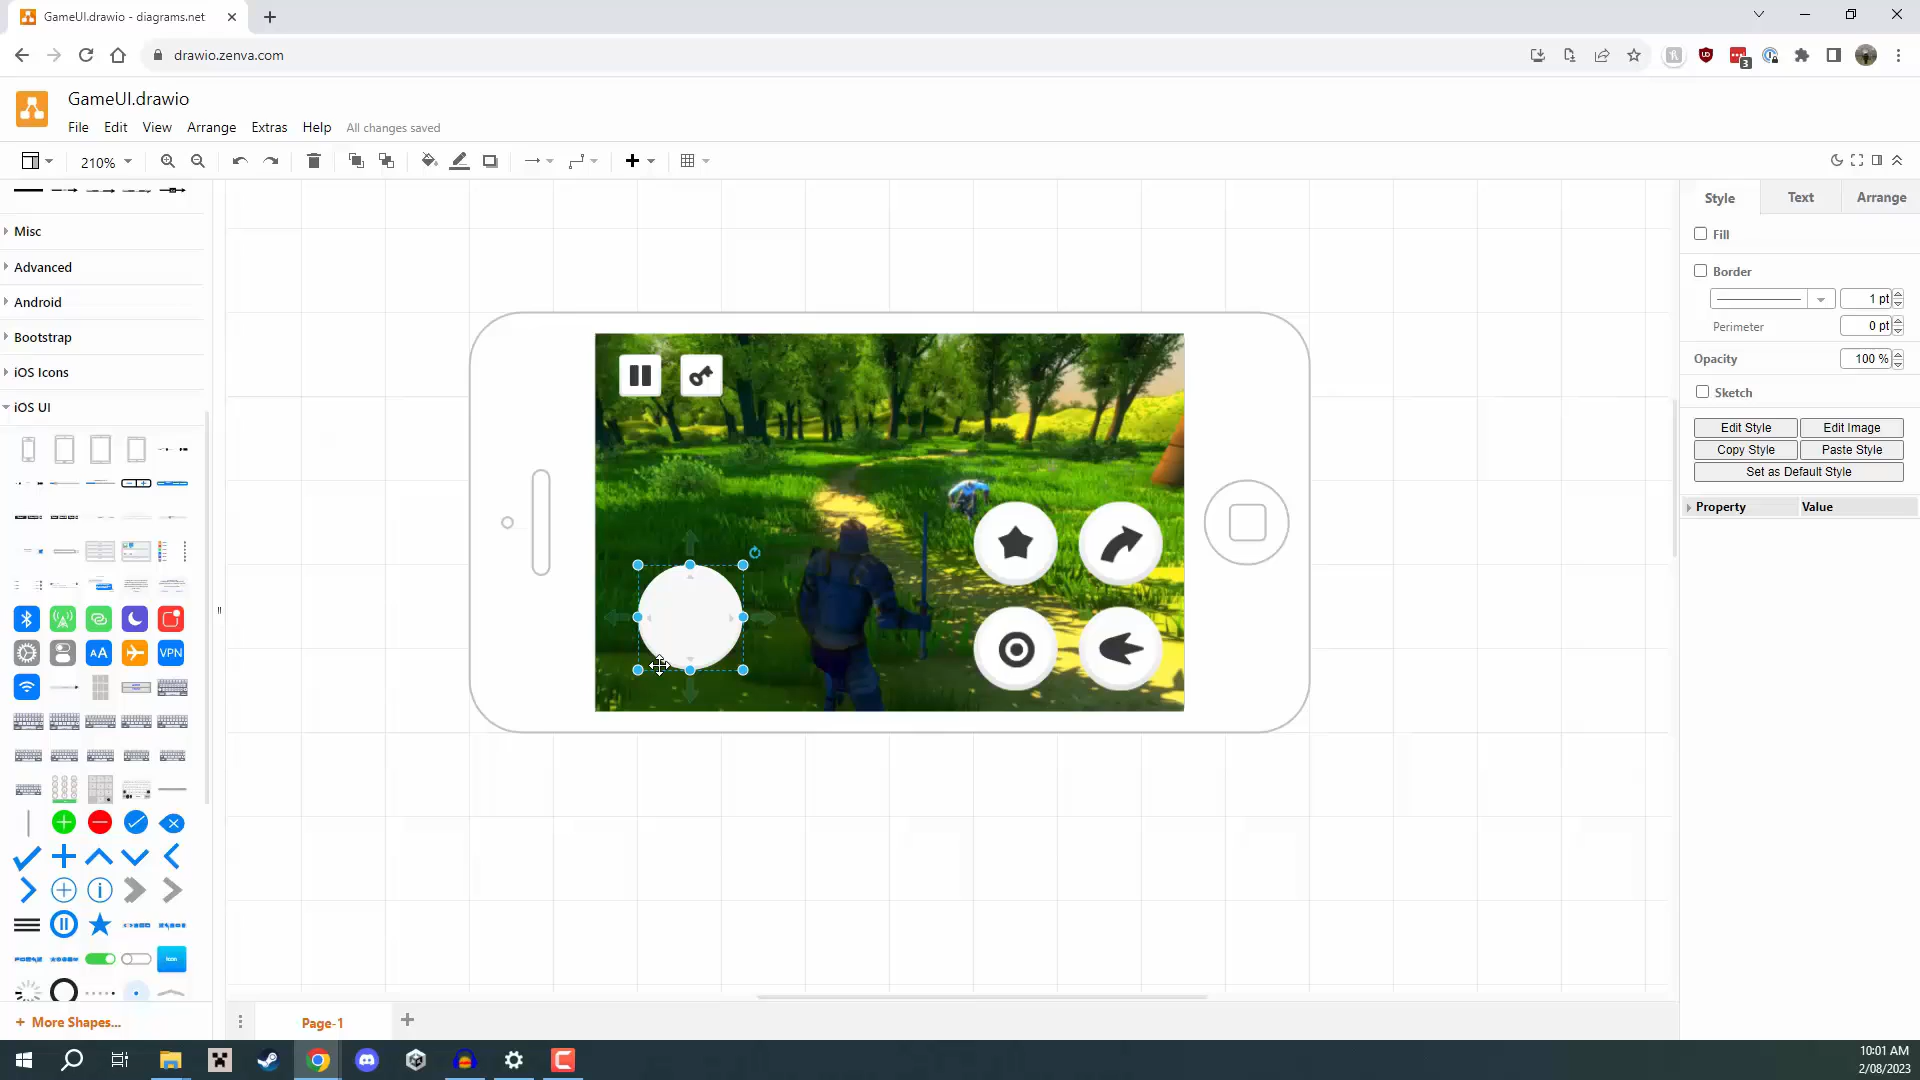 GameUI.drawio - diagrams.net
drawio.zenva.com
3
GameUI.drawio
File Edit View Arrange Extras Help All changes saved
210%
Style Text Arrange
Misc
Fill
Advanced
Border
1 pt
Android
Perimeter 0 pt
Bootstrap
Opacity 100 %
iOS Icons
Sketch
iOS UI
Edit Style Edit Image
Copy Style Paste Style
Set as Default Style
Property Value
AA
VPN
Icon
+ More Shapes...
Page-1
10:01 AM
2/08/2023